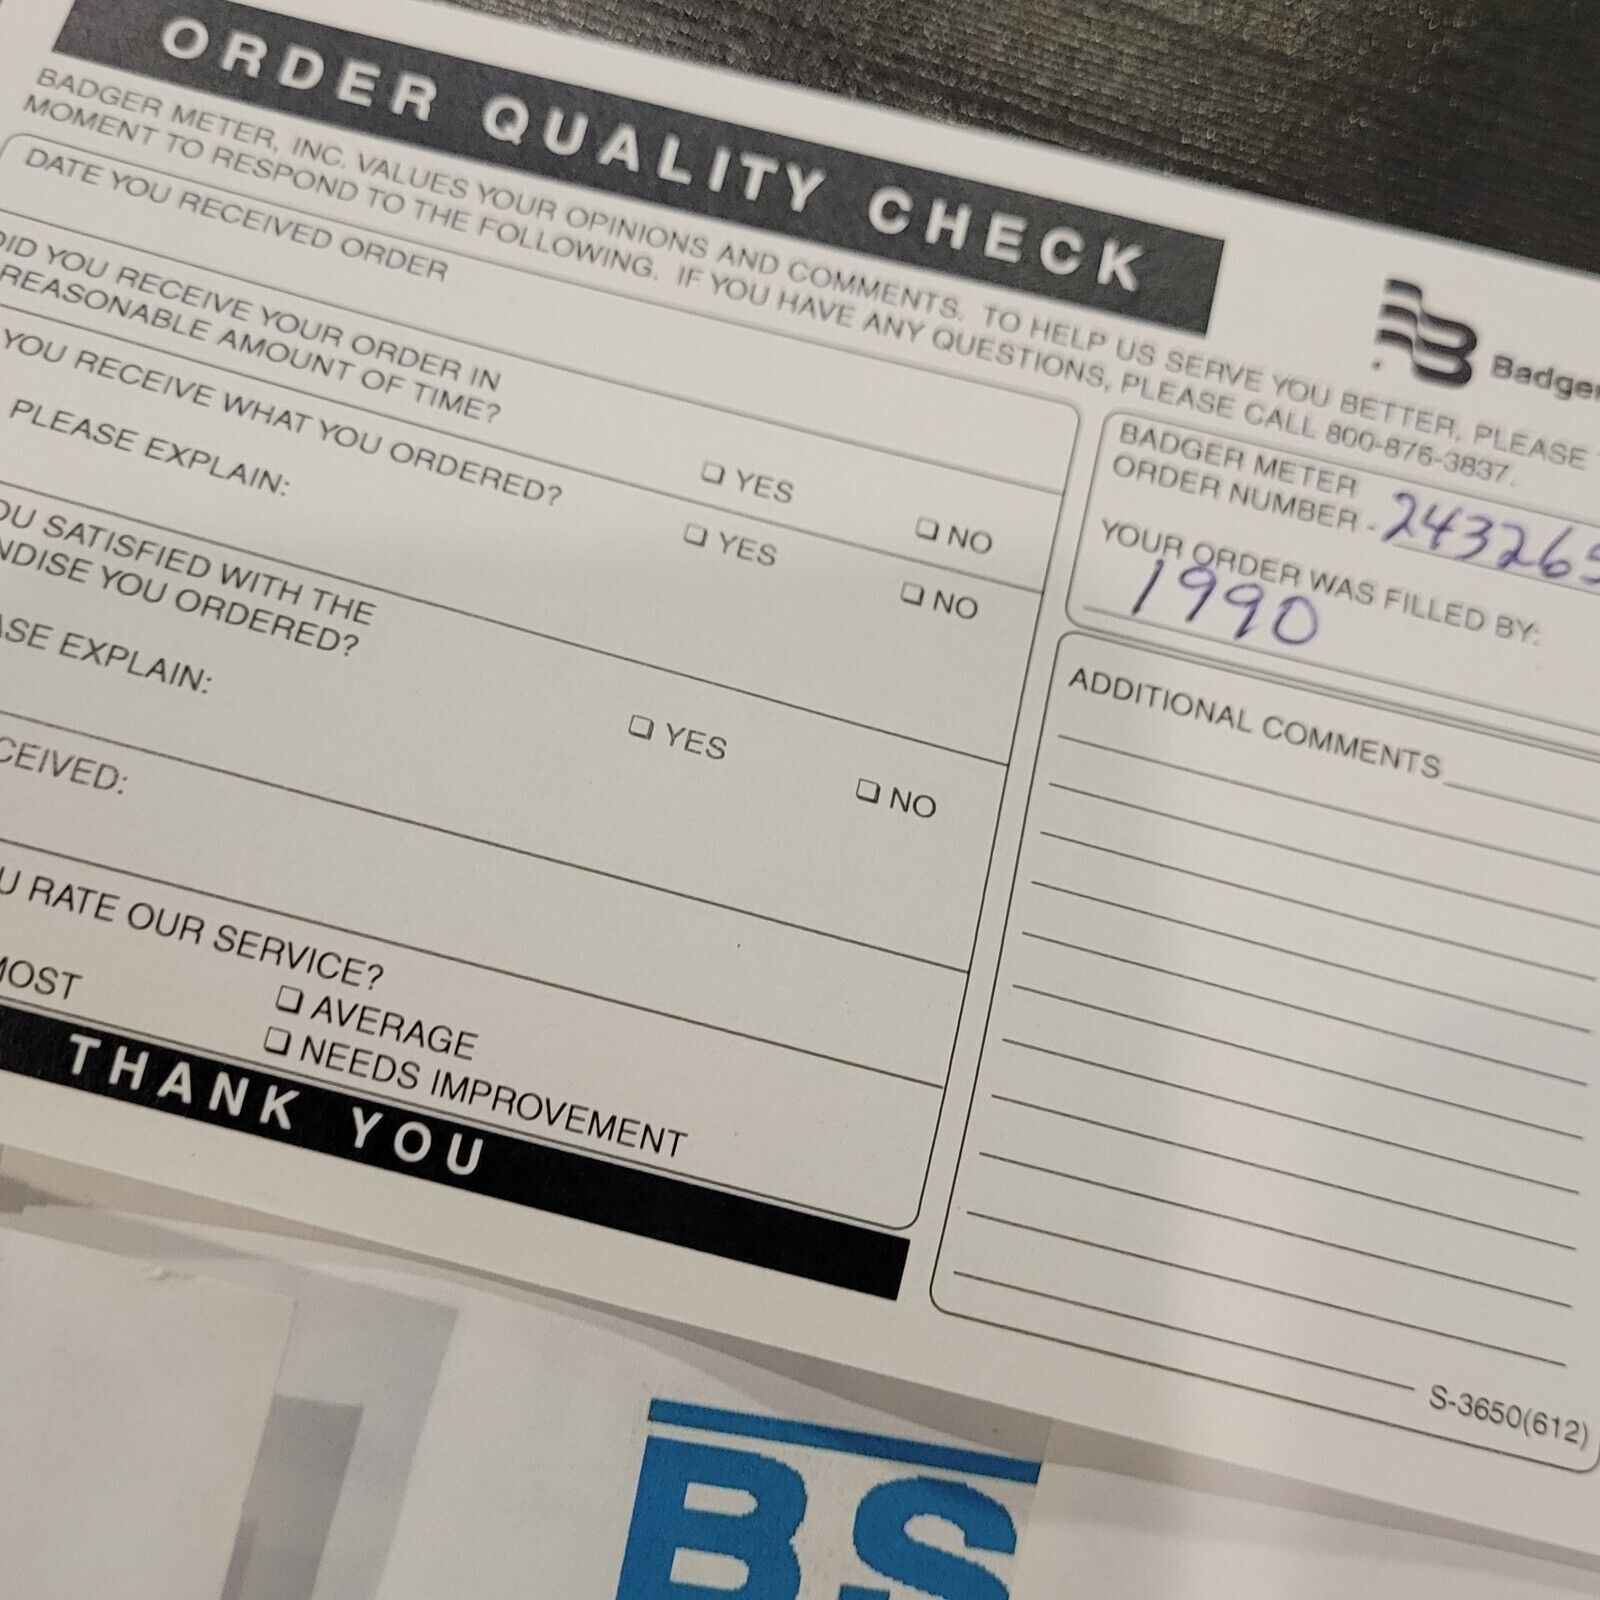 ORDER QUALITY CHECK
BADGER METER, INC. VALUES YOUR OPINIONS AND COMMENTS. TO HELP US SERVE YOU BETTER, PLEASE
MOMENT TO RESPOND TO THE FOLLOWING. IF YOU HAVE ANY QUESTIONS, PLEASE CALL 800-876-3837.
Badger
DATE YOU RECEIVED ORDER
DID YOU RECEIVE YOUR ORDER IN
REASONABLE AMOUNT OF TIME?
❏ YES ❏ NO
YOU RECEIVE WHAT YOU ORDERED?
❏ YES ❏ NO
PLEASE EXPLAIN:
OU SATISFIED WITH THE
NDISE YOU ORDERED?
❏ YES ❏ NO
ASE EXPLAIN:
CEIVED:
U RATE OUR SERVICE?
MOST
❏ AVERAGE
❏ NEEDS IMPROVEMENT
THANK YOU
BADGER METER
ORDER NUMBER - 243265
YOUR ORDER WAS FILLED BY:
1990
ADDITIONAL COMMENTS
S-3650(612)
B.S